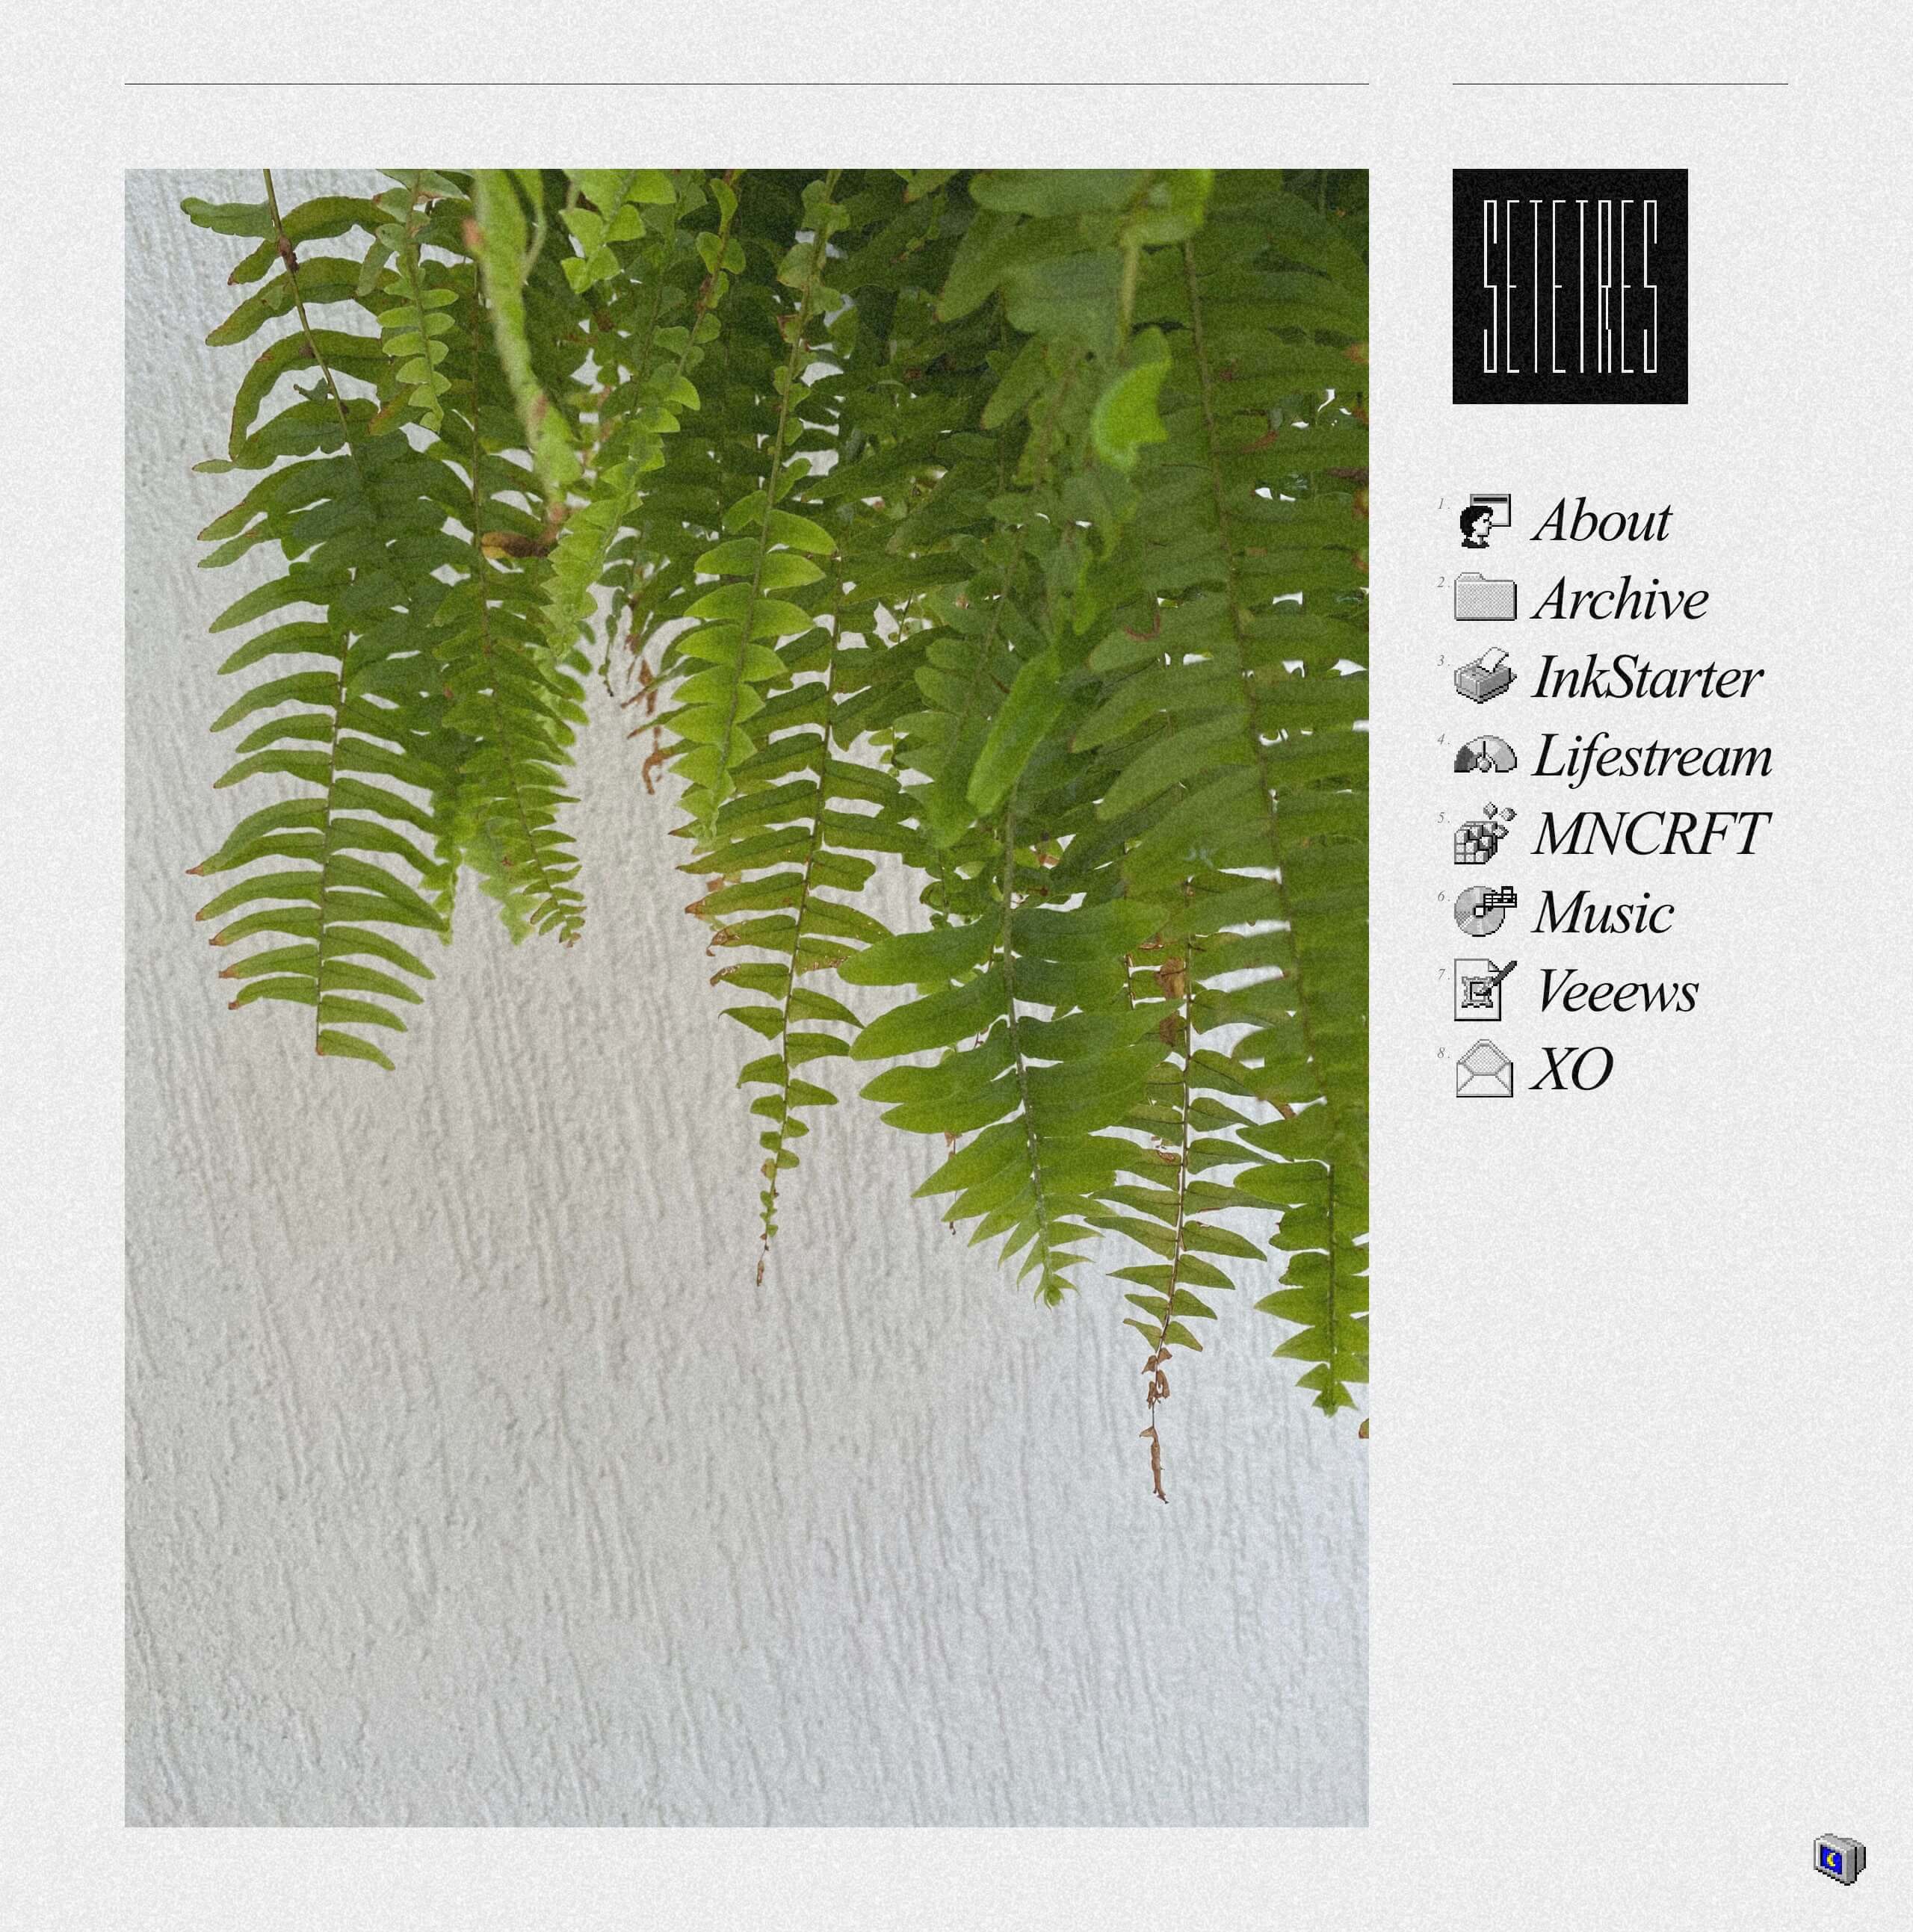 SETETRES
1. About
2. Archive
3. InkStarter
4. Lifestream
5. MNCRFT
6. Music
7. Veeews
8. XO